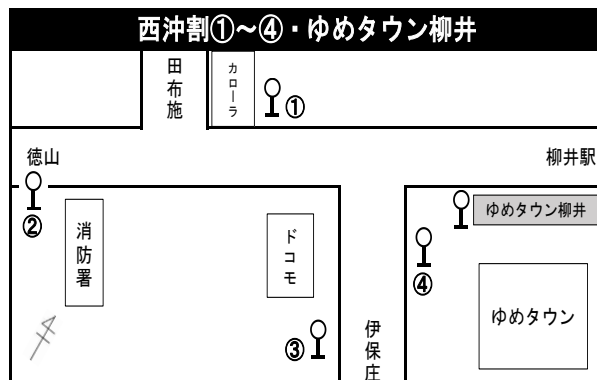 西沖割①～④・ゆめタウン柳井
田布施
カローラ
①
徳山
柳井駅
②
消防署
ドコモ
ゆめタウン柳井
④
ゆめタウン
③
伊保庄